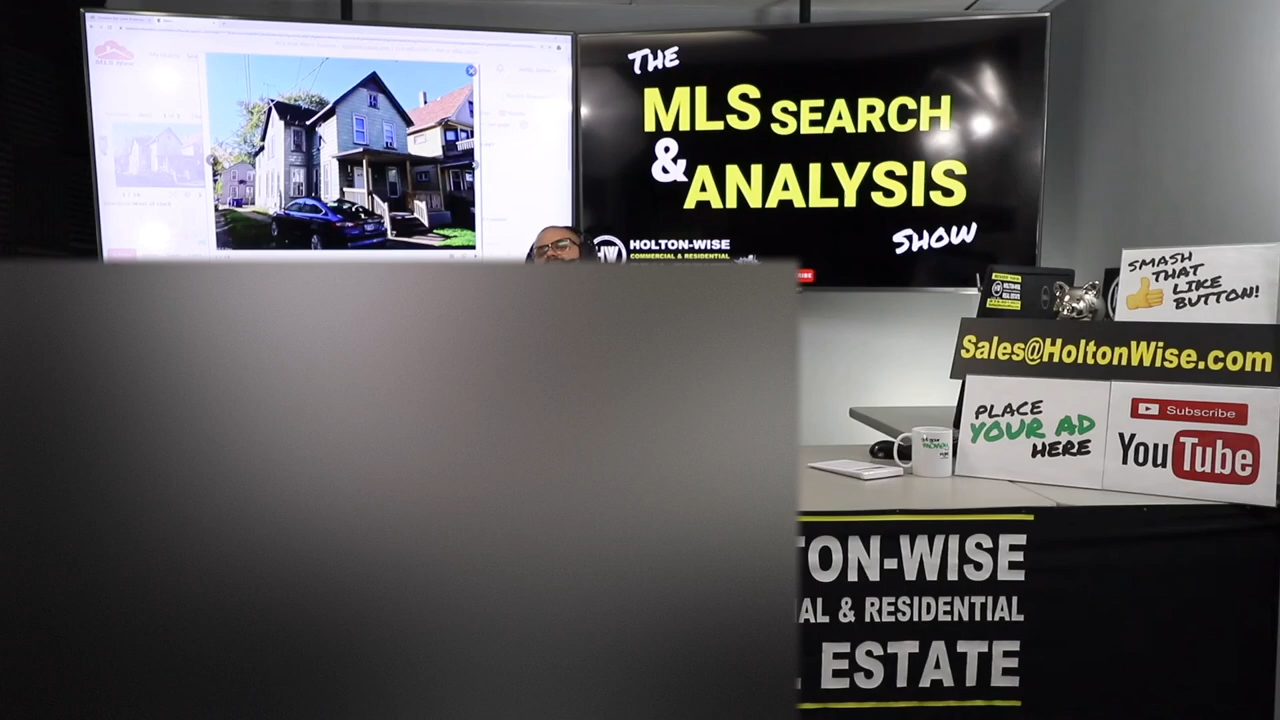 THE
MLS SEARCH
& ANALYSIS
SHOW
HOLTON-WISE
COMMERCIAL & RESIDENTIAL
SMASH
THAT
LIKE
BUTTON!
Sales@HoltonWise.com
PLACE
YOUR AD
HERE
Subscribe
YouTube
TON-WISE
AL & RESIDENTIAL
ESTATE